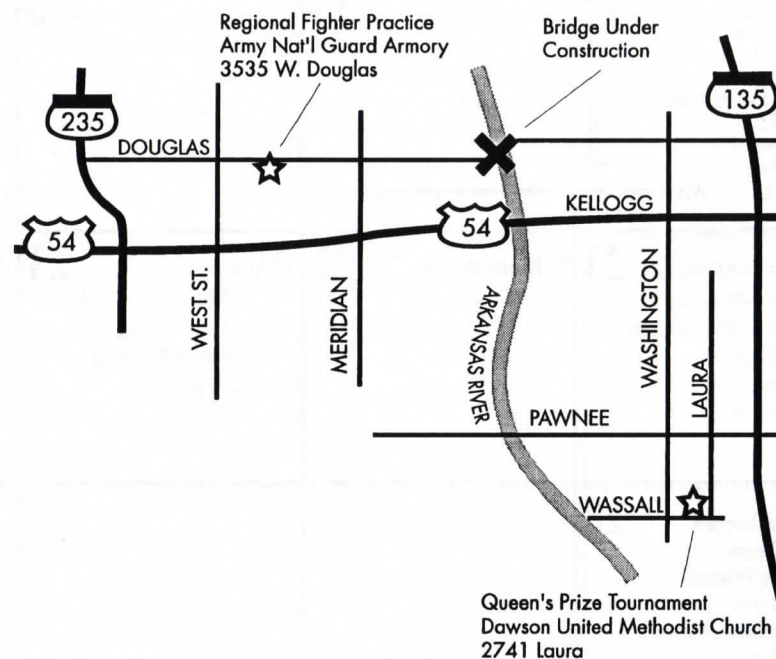 Regional Fighter Practice
Army Nat'l Guard Armory
3535 W. Douglas
Bridge Under
Construction
135
235
DOUGLAS
KELLOGG
54
54
WEST ST.
MERIDIAN
ARKANSAS RIVER
WASHINGTON
LAURA
PAWNEE
WASSALL
Queen's Prize Tournament
Dawson United Methodist Church
2741 Laura